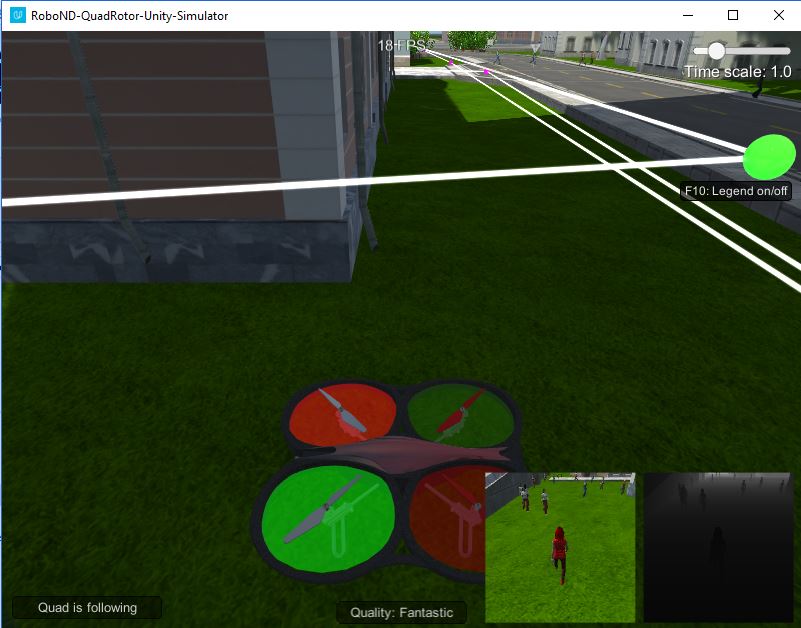 RoboND-QuadRotor-Unity-Simulator
18 FPS
Time scale: 1.0
F10: Legend on/off
Quad is following
Quality: Fantastic